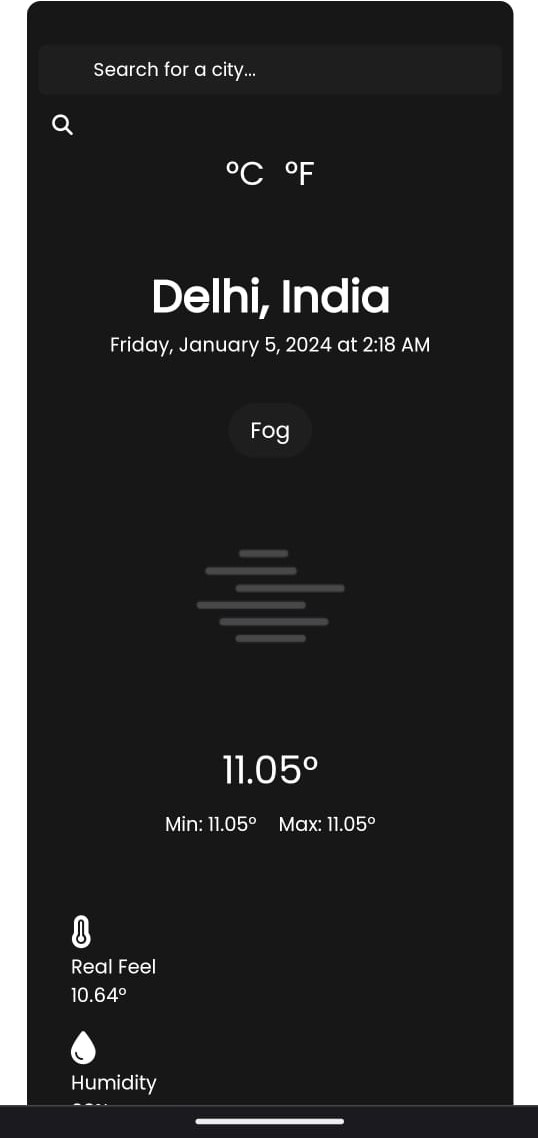 Search for a city...
°C °F
Delhi, India
Friday, January 5, 2024 at 2:18 AM
Fog
11.05°
Min: 11.05° Max: 11.05°
Real Feel
10.64°
Humidity